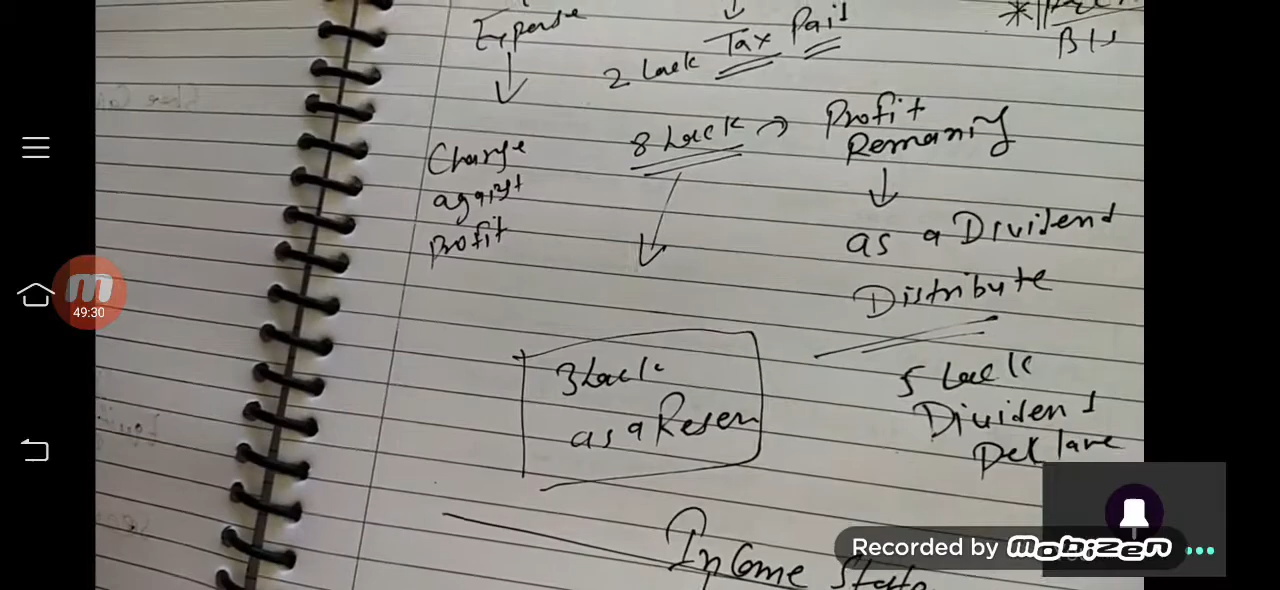 Expense
Tax Paid
2 Lack
B/S
Charge
against
Profit
8 Lack → Profit
Remaning
as a Dividend
Distribute
3 Lack
as a Reserv
5 Lack
Dividend
Declare
Income State
49:30
Recorded by mobizen